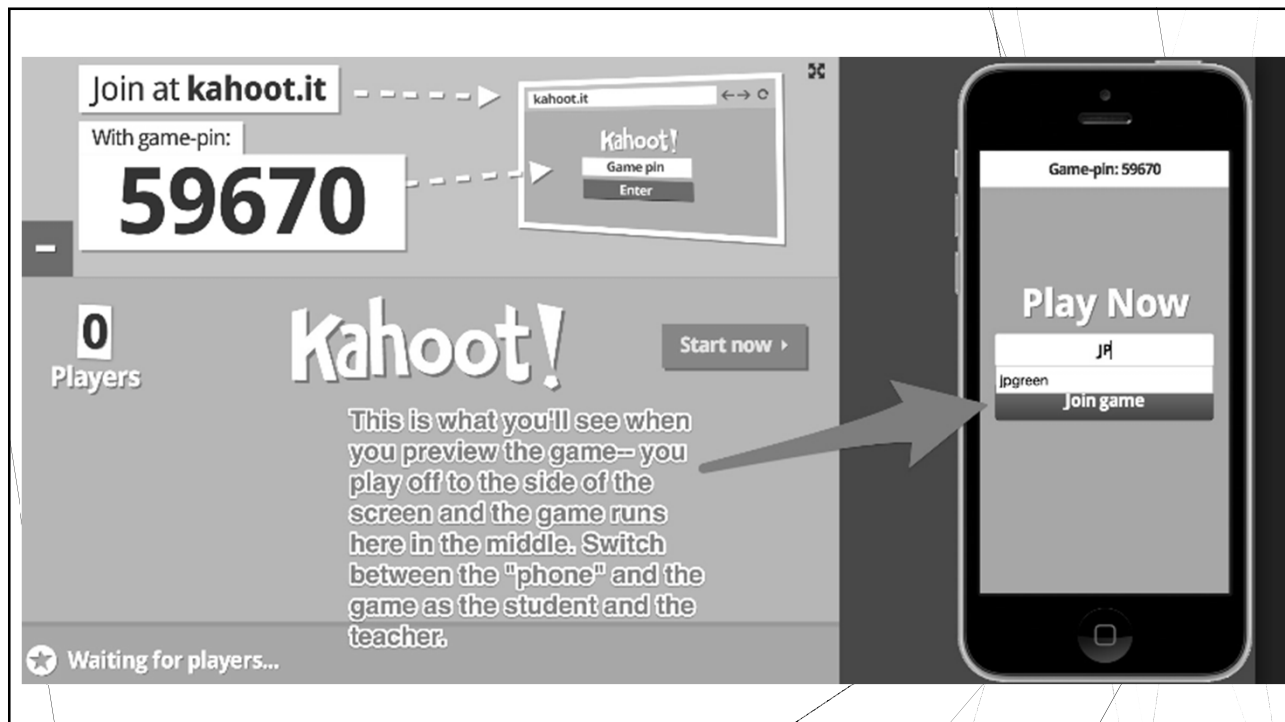 Join at kahoot.it
With game-pin:
59670
kahoot.it
Kahoot!
Game pin
Enter
0
Players
Kahoot!
Start now
This is what you'll see when
you preview the game-- you
play off to the side of the
screen and the game runs
here in the middle. Switch
between the "phone" and the
game as the student and the
teacher.
Waiting for players...
Game-pin: 59670
Play Now
JP
jpgreen
Join game